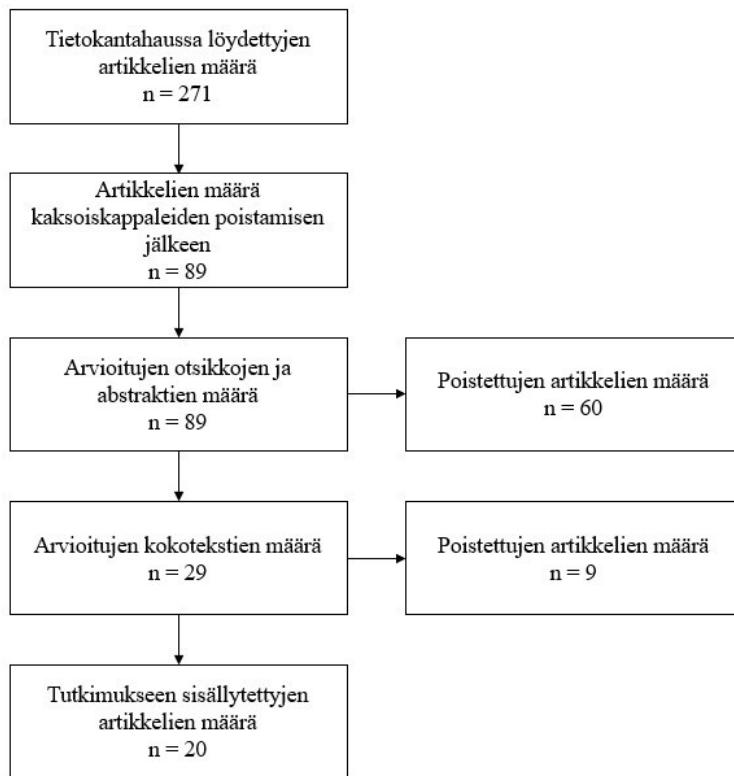 Tietokantahaussa löydettyjen
artikkelien määrä
n = 271
Artikkelien määrä
kaksoiskappaleiden poistamisen
jälkeen
n = 89
Arvioitujen otsikkojen ja
abstraktien määrä
n = 89
Poistettujen artikkelien määrä
n = 60
Arvioitujen kokotekstien määrä
n = 29
Poistettujen artikkelien määrä
n = 9
Tutkimukseen sisällytettyjen
artikkelien määrä
n = 20